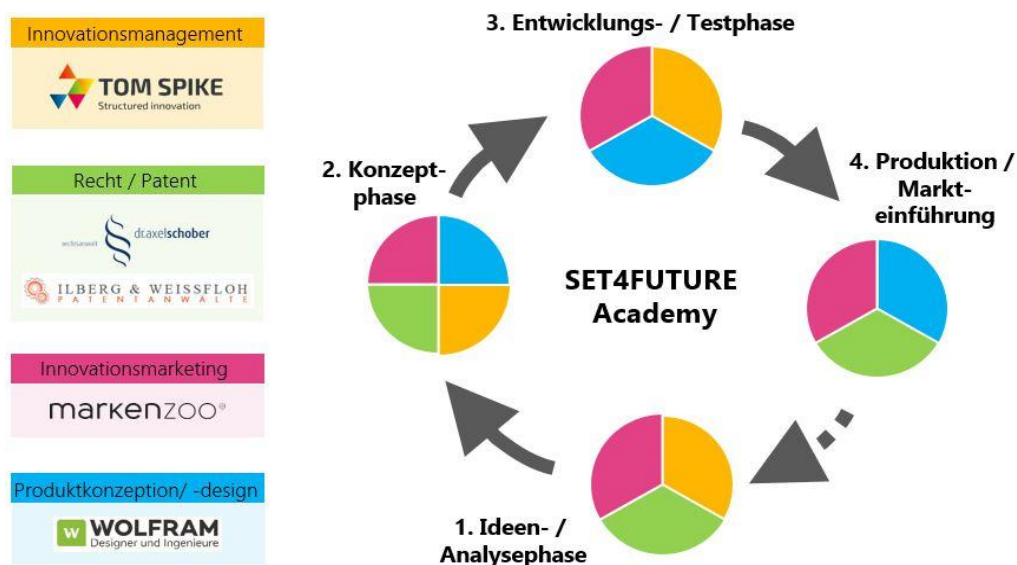 Innovationsmanagement
TOM SPIKE
Structured innovation
Recht / Patent
rechtsanwalt
dr.axelschober
ILBERG & WEISSFLOH
PATENTANWÄLTE
Innovationsmarketing
markenzoo®
Produktkonzeption/ -design
W WOLFRAM
Designer und Ingenieure
3. Entwicklungs- / Testphase
2. Konzept-
phase
4. Produktion /
Markt-
einführung
SET4FUTURE
Academy
1. Ideen- /
Analysephase